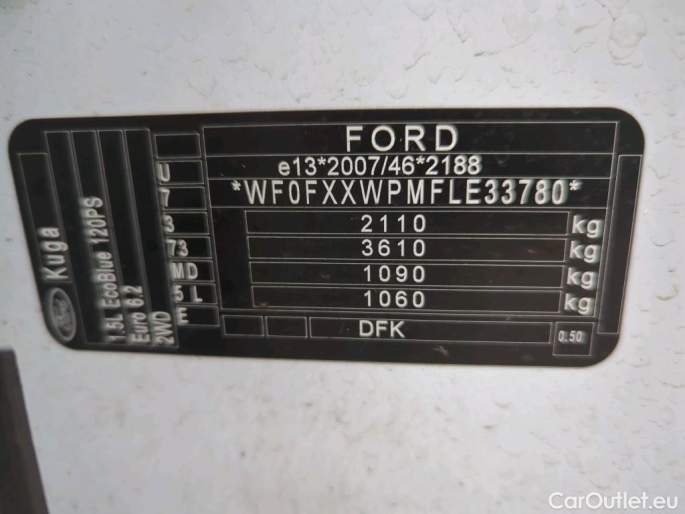 FORD
e13*2007/46*2188
*WF0FXXWPMFLE33780*
2110 kg
3610 kg
1090 kg
1060 kg
DFK
0.50
U
7
3
73
MD
5 L
E
Kuga
1.5L EcoBlue 120PS
Euro 6.2
2WD
Ford
CarOutlet.eu